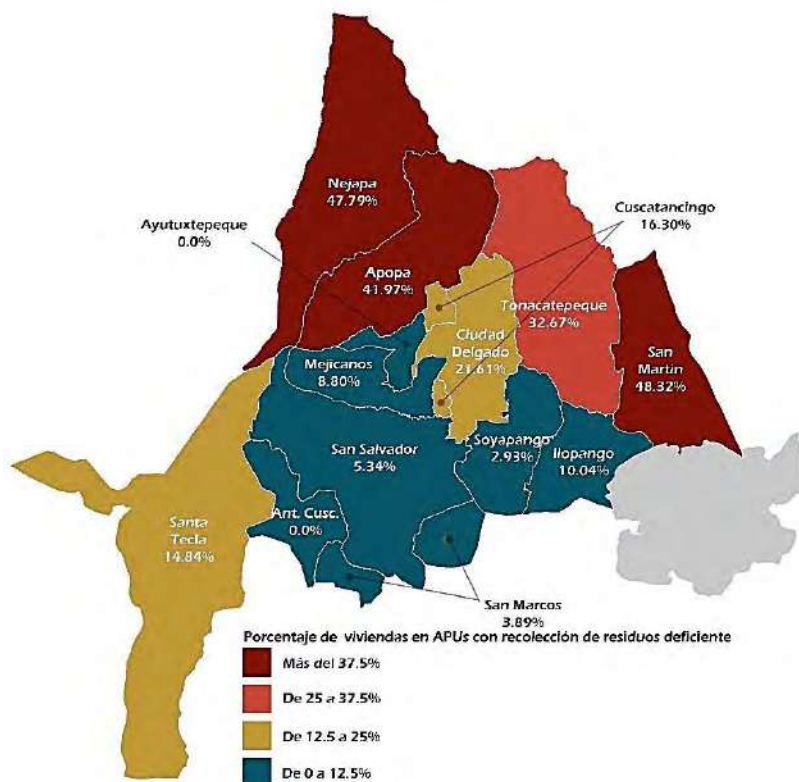 Nejapa
47.79%
Ayutuxtepeque
0.0%
Cuscatancingo
16.30%
Apopa
41.97%
Tonacatepeque
32.67%
Ciudad
Delgado
21.61%
San
Martín
48.32%
Mejicanos
8.80%
San Salvador
5.34%
Soyapango
2.93%
Ilopango
10.04%
Santa
Tecla
14.84%
Ant. Cusc.
0.0%
San Marcos
3.89%
Porcentaje de viviendas en APUs con recolección de residuos deficiente
Más del 37.5%
De 25 a 37.5%
De 12.5 a 25%
De 0 a 12.5%